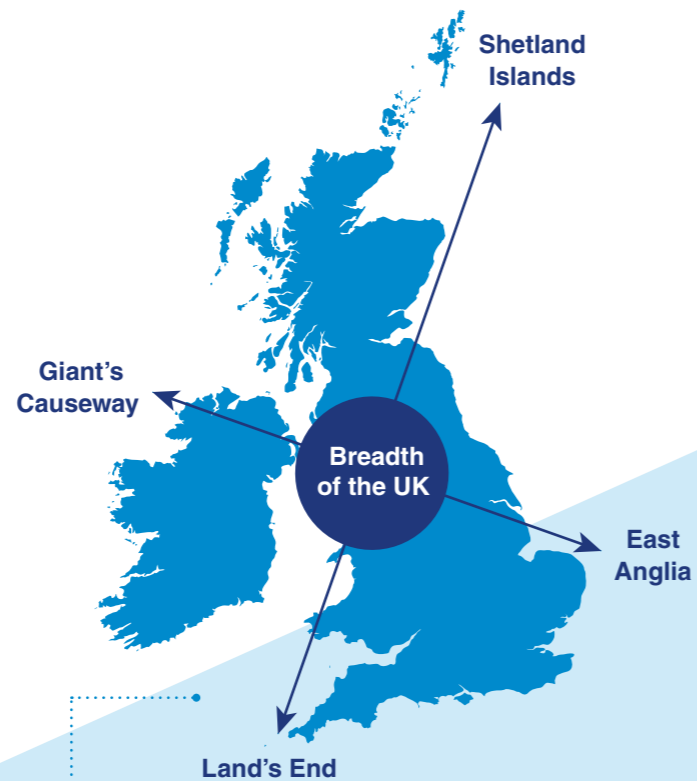 Shetland
Islands
Giant's
Causeway
Breadth
of the UK
East
Anglia
Land's End